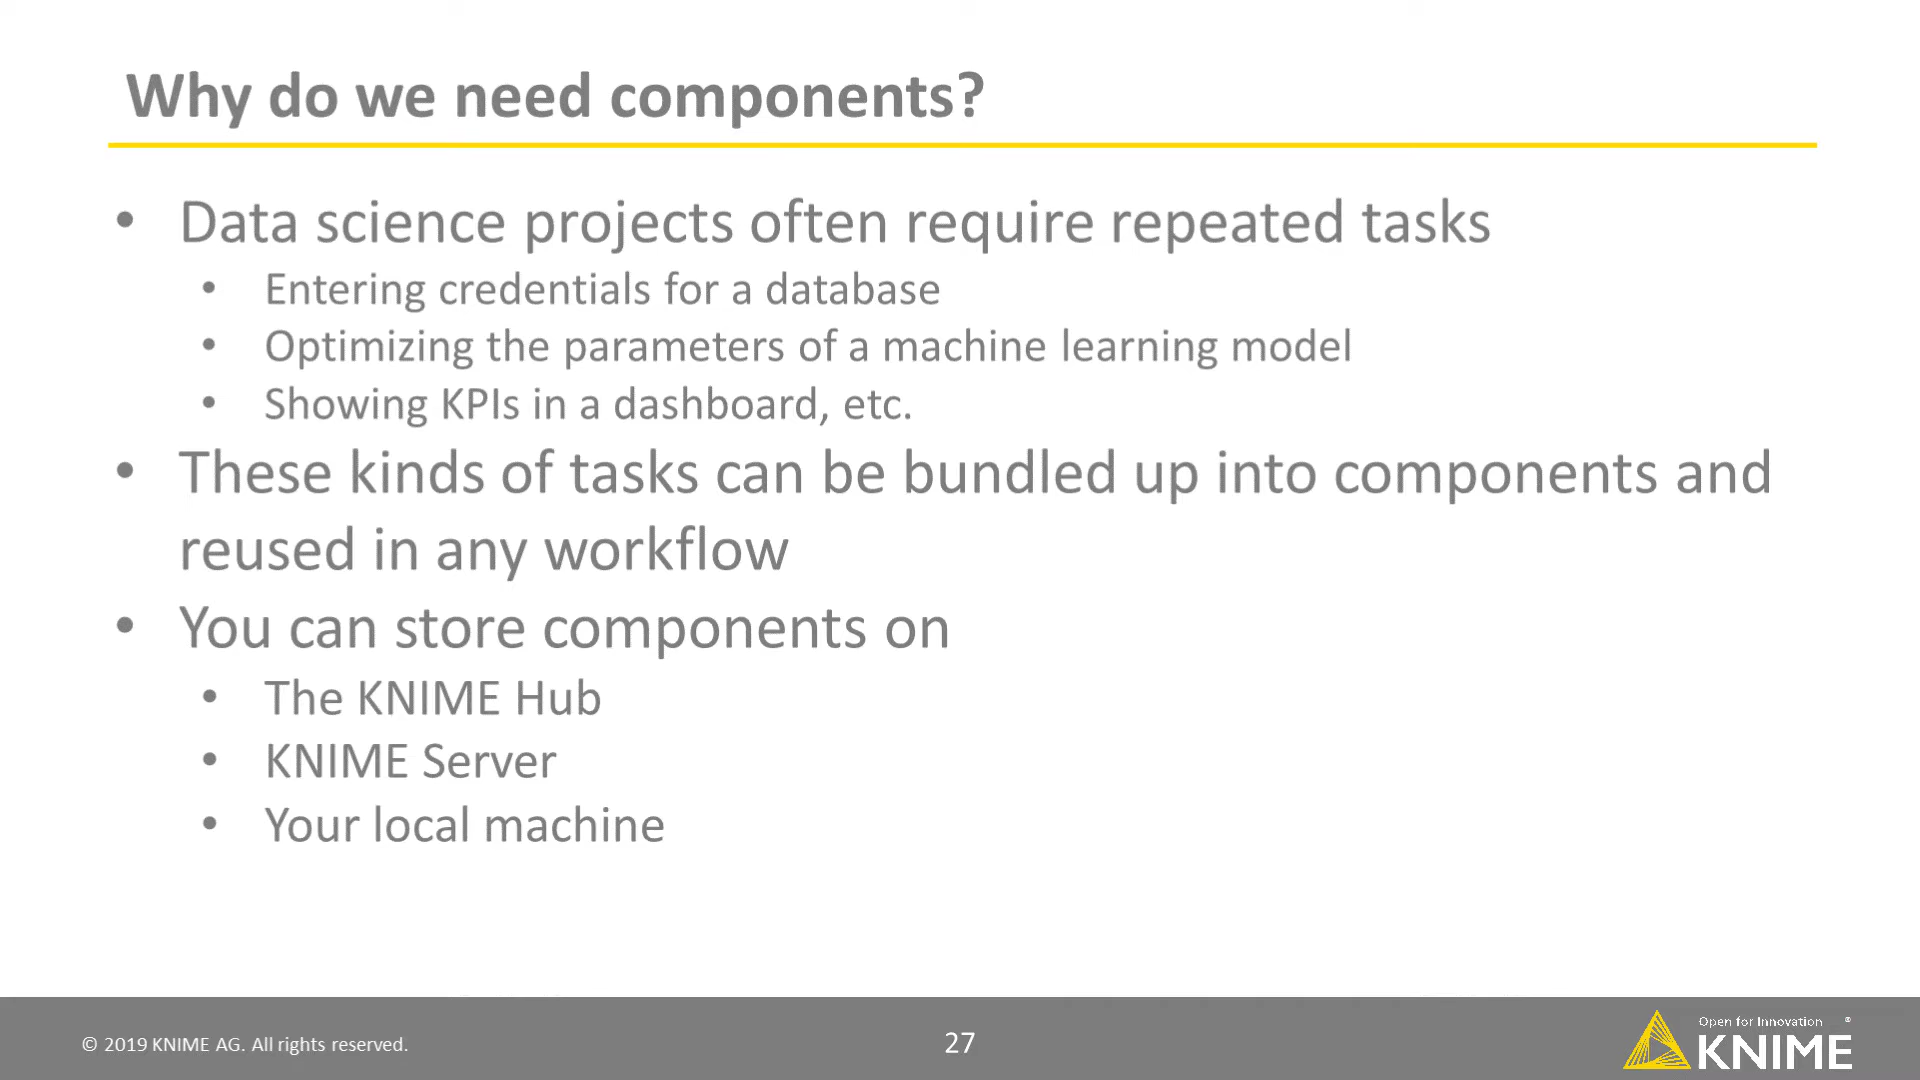 Why do we need components?
• Data science projects often require repeated tasks
• Entering credentials for a database
• Optimizing the parameters of a machine learning model
• Showing KPIs in a dashboard, etc.
• These kinds of tasks can be bundled up into components and
reused in any workflow
• You can store components on
• The KNIME Hub
• KNIME Server
• Your local machine
© 2019 KNIME AG. All rights reserved.
27
Open for Innovation ®
KNIME